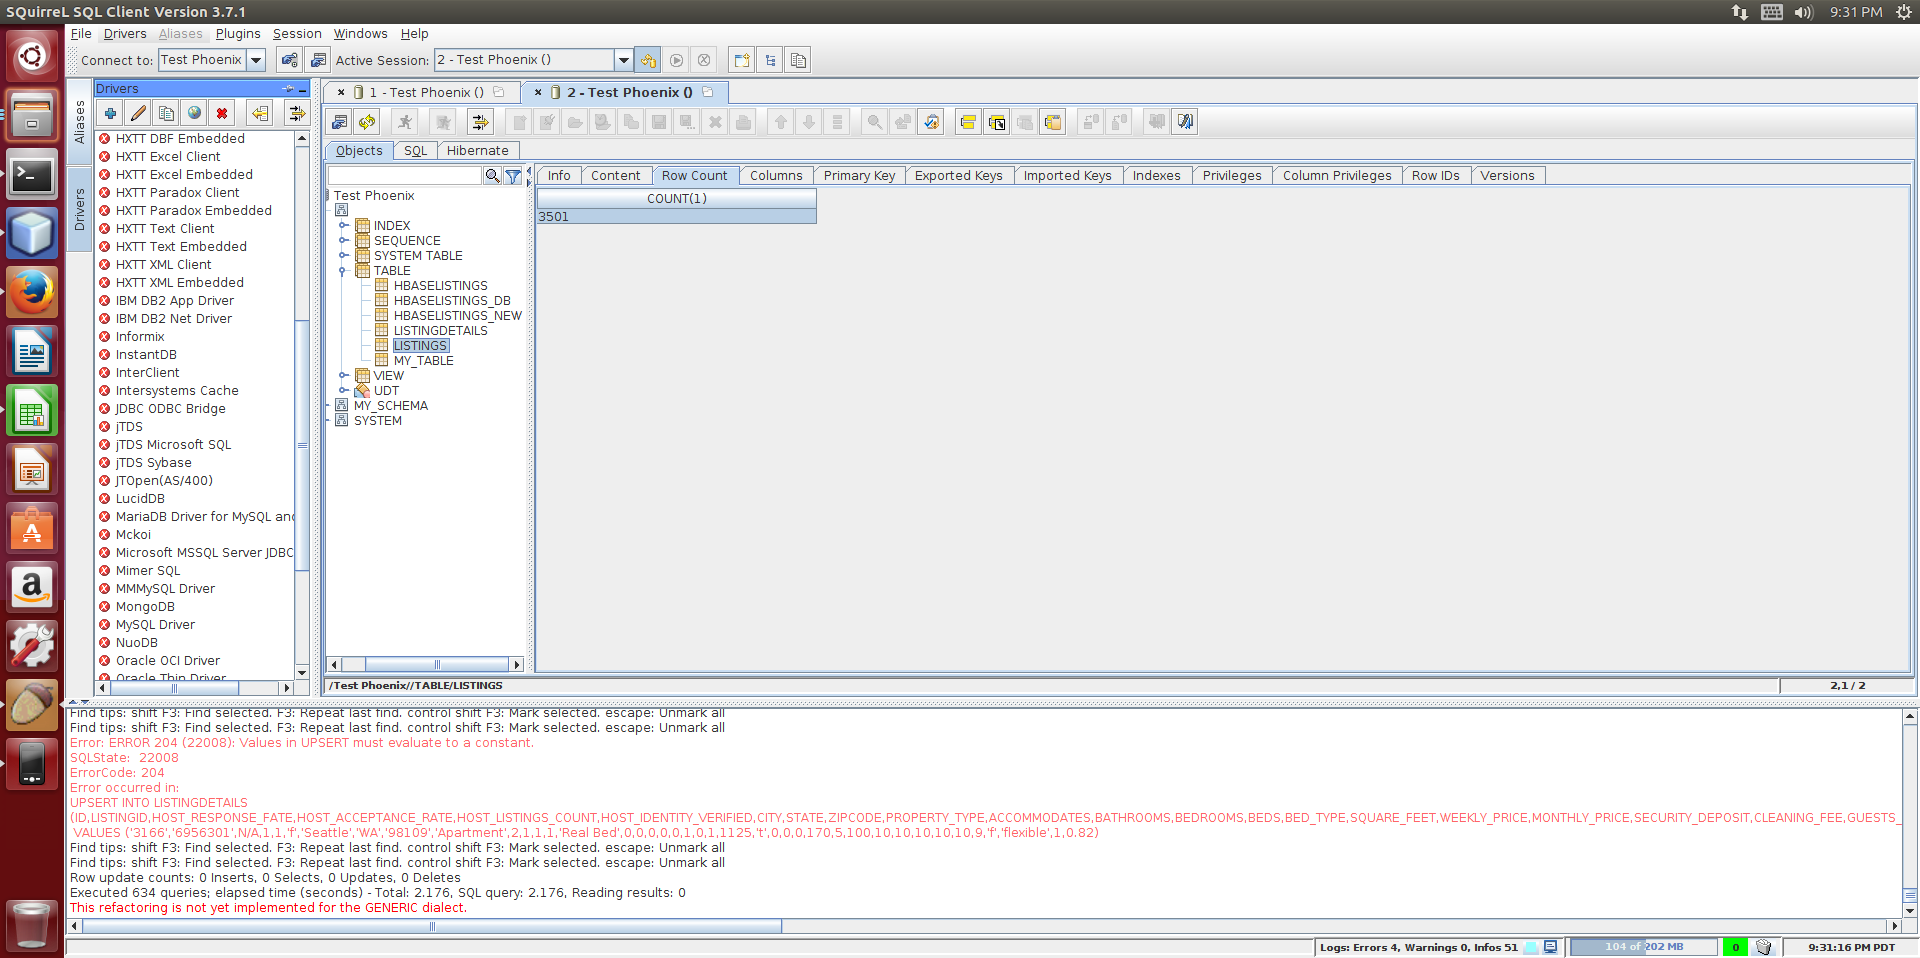 SQuirreL SQL Client Version 3.7.1
9:31 PM
File Drivers Aliases Plugins Session Windows Help
Connect to: Test Phoenix Active Session: 2 - Test Phoenix ()
Aliases
Drivers
Drivers
HXTT DBF Embedded
HXTT Excel Client
HXTT Excel Embedded
HXTT Paradox Client
HXTT Paradox Embedded
HXTT Text Client
HXTT Text Embedded
HXTT XML Client
HXTT XML Embedded
IBM DB2 App Driver
IBM DB2 Net Driver
Informix
InstantDB
InterClient
Intersystems Cache
JDBC ODBC Bridge
jTDS
jTDS Microsoft SQL
jTDS Sybase
JTOpen(AS/400)
LucidDB
MariaDB Driver for MySQL and
Mckoi
Microsoft MSSQL Server JDBC
Mimer SQL
MMMySQL Driver
MongoDB
MySQL Driver
NuoDB
Oracle OCI Driver
Oracle Thin Driver
1 - Test Phoenix () 2 - Test Phoenix ()
Objects SQL Hibernate
Test Phoenix
INDEX
SEQUENCE
SYSTEM TABLE
TABLE
HBASELISTINGS
HBASELISTINGS_DB
HBASELISTINGS_NEW
LISTINGDETAILS
LISTINGS
MY_TABLE
VIEW
UDT
MY_SCHEMA
SYSTEM
Info Content Row Count Columns Primary Key Exported Keys Imported Keys Indexes Privileges Column Privileges Row IDs Versions
COUNT(1)
3501
/Test Phoenix//TABLE/LISTINGS 2,1 / 2
Find tips: shift F3: Find selected. F3: Repeat last find. control shift F3: Mark selected. escape: Unmark all
Find tips: shift F3: Find selected. F3: Repeat last find. control shift F3: Mark selected. escape: Unmark all
Error: ERROR 204 (22008): Values in UPSERT must evaluate to a constant.
SQLState: 22008
ErrorCode: 204
Error occurred in:
UPSERT INTO LISTINGDETAILS
(ID,LISTINGID,HOST_RESPONSE_FATE,HOST_ACCEPTANCE_RATE,HOST_LISTINGS_COUNT,HOST_IDENTITY_VERIFIED,CITY,STATE,ZIPCODE,PROPERTY_TYPE,ACCOMMODATES,BATHROOMS,BEDROOMS,BEDS,BED_TYPE,SQUARE_FEET,WEEKLY_PRICE,MONTHLY_PRICE,SECURITY_DEPOSIT,CLEANING_FEE,GUESTS_
VALUES ('3166','6956301',N/A,1,1,'f','Seattle','WA','98109','Apartment',2,1,1,1,'Real Bed',0,0,0,0,0,1,0,1,1125,'t',0,0,0,170,5,100,10,10,10,10,10,9,'f','flexible',1,0.82)
Find tips: shift F3: Find selected. F3: Repeat last find. control shift F3: Mark selected. escape: Unmark all
Find tips: shift F3: Find selected. F3: Repeat last find. control shift F3: Mark selected. escape: Unmark all
Row update counts: 0 Inserts, 0 Selects, 0 Updates, 0 Deletes
Executed 634 queries; elapsed time (seconds) - Total: 2.176, SQL query: 2.176, Reading results: 0
This refactoring is not yet implemented for the GENERIC dialect.
Logs: Errors 4, Warnings 0, Infos 51 104 of 202 MB 0 9:31:16 PM PDT